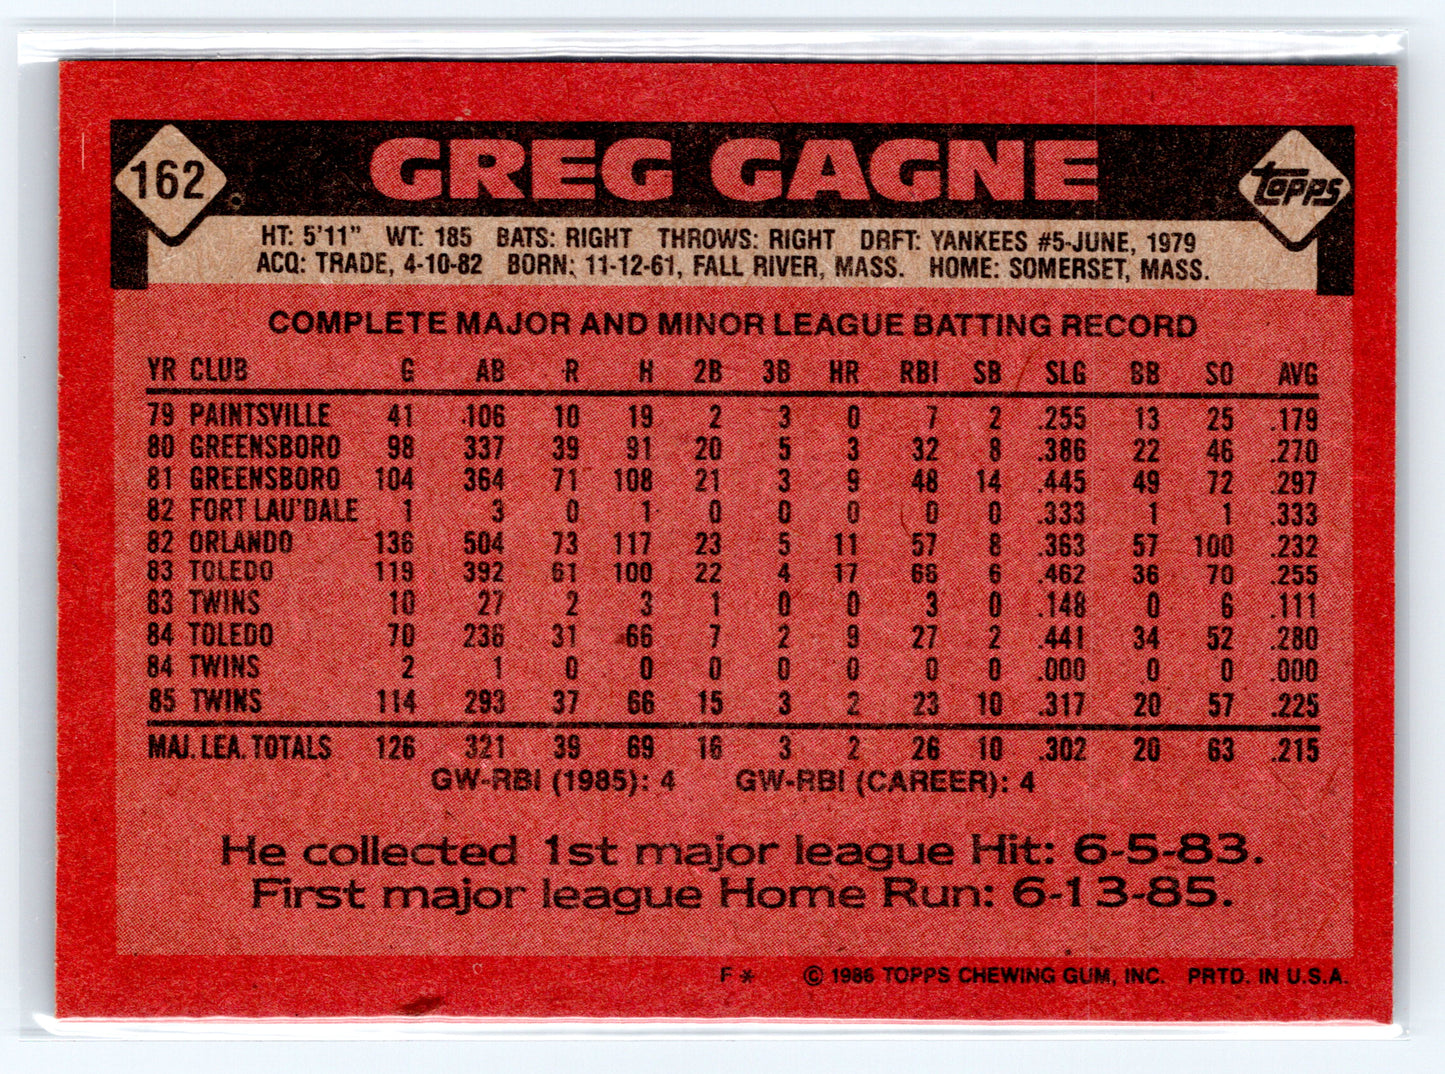 162 GREG GAGNE TOPPS
HT: 5'11" WT: 185 BATS: RIGHT THROWS: RIGHT DRFT: YANKEES #5-JUNE, 1979
ACQ: TRADE, 4-10-82 BORN: 11-12-61, FALL RIVER, MASS. HOME: SOMERSET, MASS.
COMPLETE MAJOR AND MINOR LEAGUE BATTING RECORD
YR CLUB G AB R H 2B 3B HR RBI SB SLG BB SO AVG
79 PAINTSVILLE 41 106 10 19 2 3 0 7 2 .255 13 25 .179
80 GREENSBORO 98 337 39 91 20 5 3 32 8 .386 22 46 .270
81 GREENSBORO 104 364 71 108 21 3 9 48 14 .445 49 72 .297
82 FORT LAU'DALE 1 3 0 1 0 0 0 0 0 .333 1 1 .333
82 ORLANDO 136 504 73 117 23 5 11 57 8 .363 57 100 .232
83 TOLEDO 119 392 61 100 22 4 17 66 6 .462 36 70 .255
83 TWINS 10 27 2 3 1 0 0 3 0 .148 0 6 .111
84 TOLEDO 70 236 31 66 7 2 9 27 2 .441 34 52 .280
84 TWINS 2 1 0 0 0 0 0 0 0 .000 0 0 .000
85 TWINS 114 293 37 66 15 3 2 23 10 .317 20 57 .225
MAJ. LEA. TOTALS 126 321 39 69 16 3 2 26 10 .302 20 63 .215
GW-RBI (1985): 4 GW-RBI (CAREER): 4
He collected 1st major league Hit: 6-5-83.
First major league Home Run: 6-13-85.
F * © 1986 TOPPS CHEWING GUM, INC. PRTD. IN U.S.A.